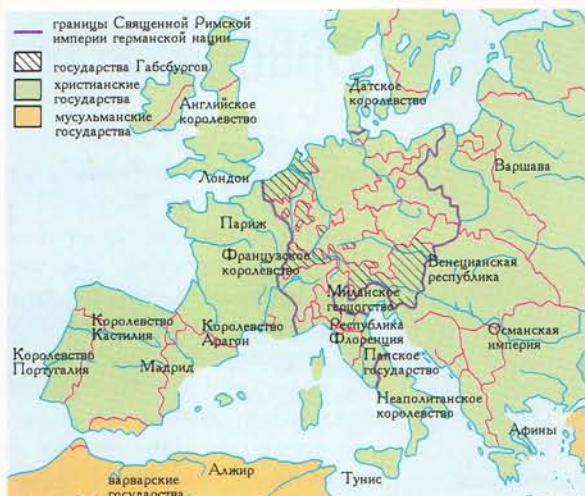 границы Священной Римской
империи германской нации
государства Габсбургов
христианские
государства
мусульманские
государства
Английское
королевство
Датское
королевство
Лондон
Варшава
Париж
Французское
королевство
Венецианская
республика
Миланское
герцогство
Королевство
Кастилия
Королевство
Арагон
Республика
Флоренция
Османская
империя
Королевство
Португалия
Мадрид
Папское
государство
Неаполитанское
королевство
Афины
Алжир
Тунис
варварские
государства